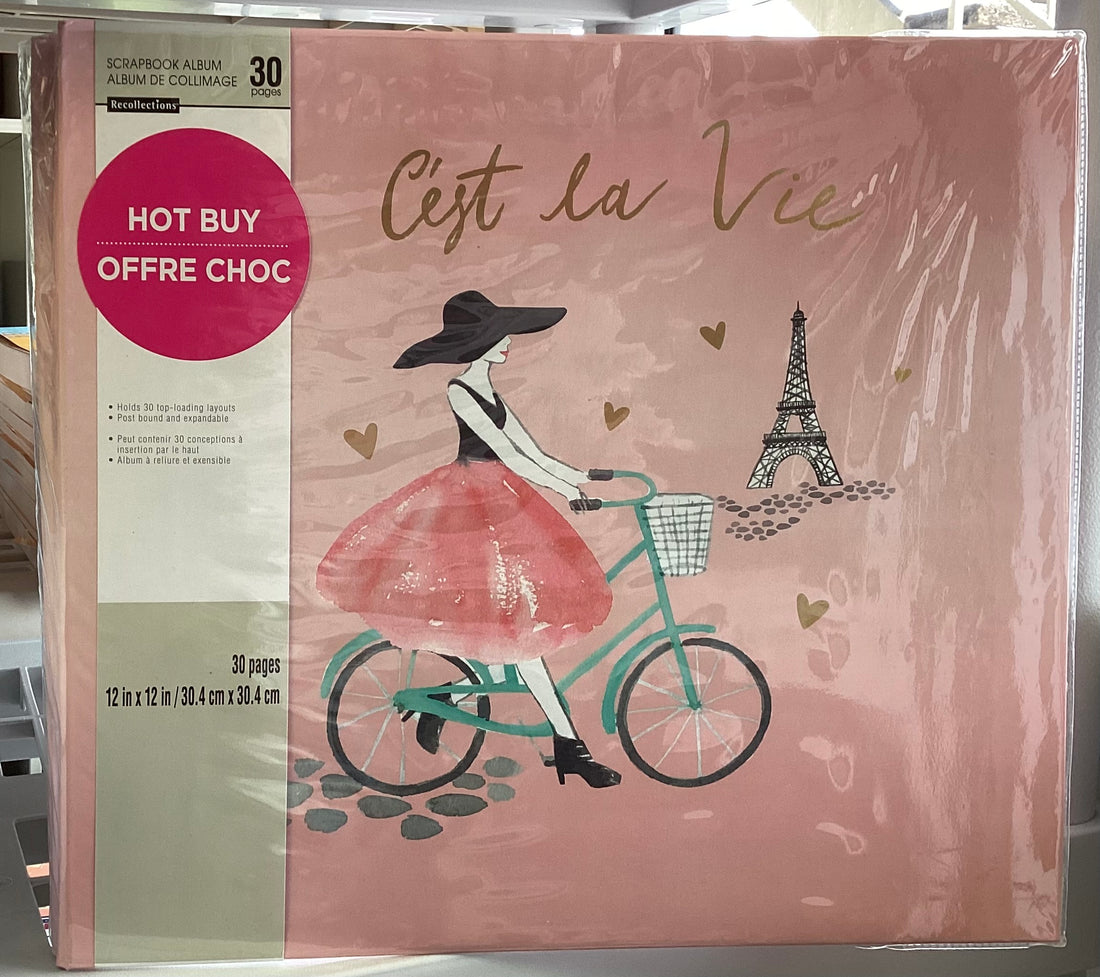 SCRAPBOOK ALBUM
ALBUM DE COLLIMAGE
30
pages
Recollections
HOT BUY
OFFRE CHOC
• Holds 30 top-loading layouts
• Post bound and expandable
• Peut contenir 30 conceptions à
insertion par le haut
• Album à reliure et exensible
30 pages
12 in x 12 in / 30.4 cm x 30.4 cm
C'est la Vie